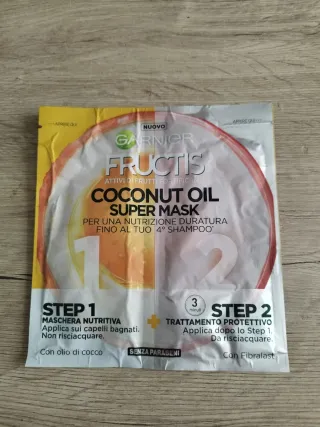 NUOVO
GARNIER
FRUCTIS
COCONUT OIL
SUPER MASK
PER UNA NUTRIZIONE DURATURA
FINO AL TUO 4° SHAMPOO*
1 2
STEP 1
MASCHERA NUTRITIVA
Applica sui capelli bagnati.
Non risciacquare.
Con olio di cocco
+
3
STEP 2
TRATTAMENTO PROTETTIVO
Applica dopo lo Step 1.
Da risciacquare.
Con Fibralast
SENZA PARABENI